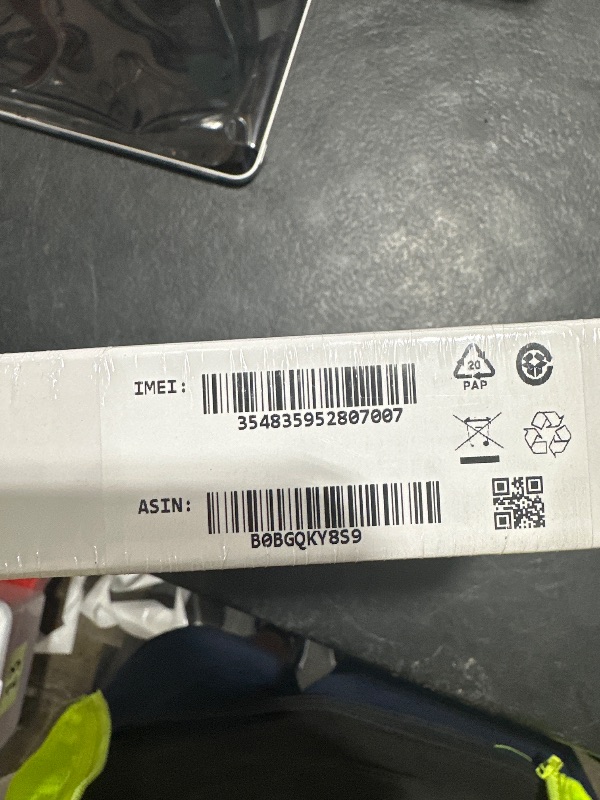 IMEI:
354835952807007
20
PAP
ASIN:
B0BGQKY8S9